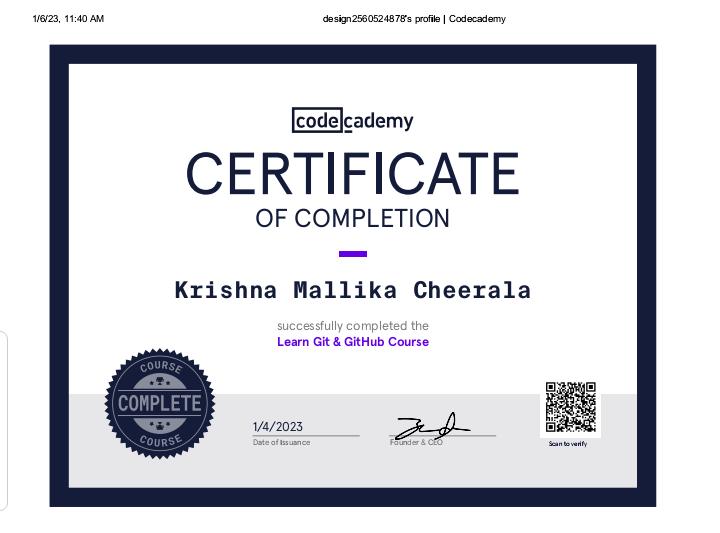 1/6/23, 11:40 AM
design2560524878's profile | Codecademy
codecademy
CERTIFICATE
OF COMPLETION
Krishna Mallika Cheerala
successfully completed the
Learn Git & GitHub Course
COURSE
COMPLETE
COURSE
1/4/2023
Date of Issuance
Founder & CEO
Scan to verify